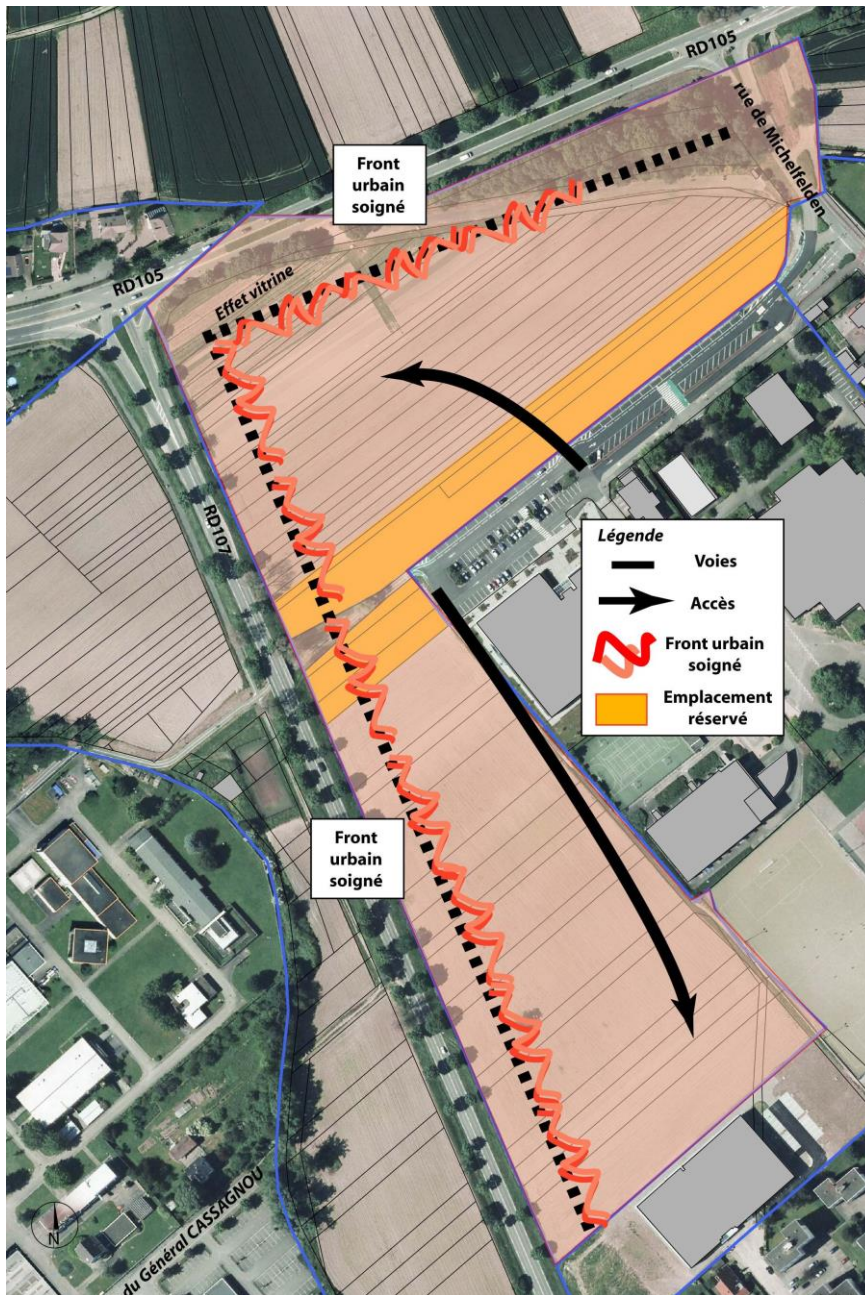 RD105
rue de Michelfelden
Front
urbain
soigné
RD105
Effet vitrine
RD107
Légende
Voies
Accès
Front urbain
soigné
Emplacement
réservé
Front
urbain
soigné
du Général CASSAGNOU
N